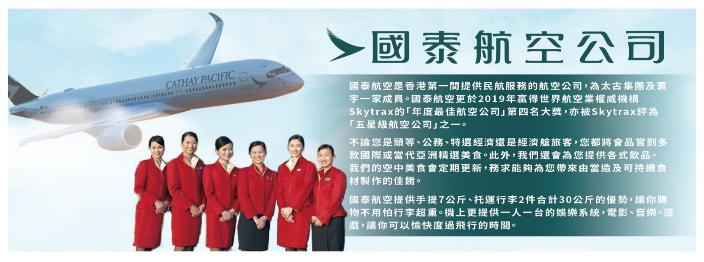 國泰航空公司
CATHAY PACIFIC
國泰航空是香港第一間提供民航服務的航空公司，為太古集團及寰
宇一家成員。國泰航空更於2019年贏得世界航空業權威機構
Skytrax的「年度最佳航空公司」第四名大獎，亦被Skytrax評為
「五星級航空公司」之一。
不論您是頭等、公務、特選經濟還是經濟艙旅客，您都將會品嘗到多
款國際或當代亞洲精選美食。此外，我們還會為您提供各式飲品。
我們的空中美食會定期更新，務求能夠為您帶來由當造及可持續食
材製作的佳餚。
國泰航空提供手提7公斤、托運行李2件合計30公斤的優勢，讓你購
物不用怕行李超重。機上更提供一人一台的娛樂系統，電影、音樂、遊
戲，讓你可以愉快度過飛行的時間。